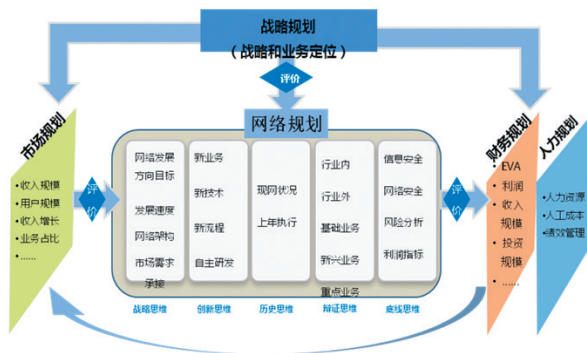 战略规划
（战略和业务定位）
评价
网络规划
市场规划
•收入规模
•用户规模
•收入增长
•业务占比
•......
评价
网络发展
方向目标
发展速度
网络架构
市场需求
承接
战略思维
新业务
新技术
新流程
自主研发
创新思维
现网状况
上年执行
历史思维
行业内
行业外
基础业务
新兴业务
重点业务
辩证思维
信息安全
网络安全
风险分析
利润指标
底线思维
评价
财务规划
• EVA
• 利润
• 收入
规模
• 投资
规模
• ......
人力规划
•人力资源
•人工成本
•绩效管理